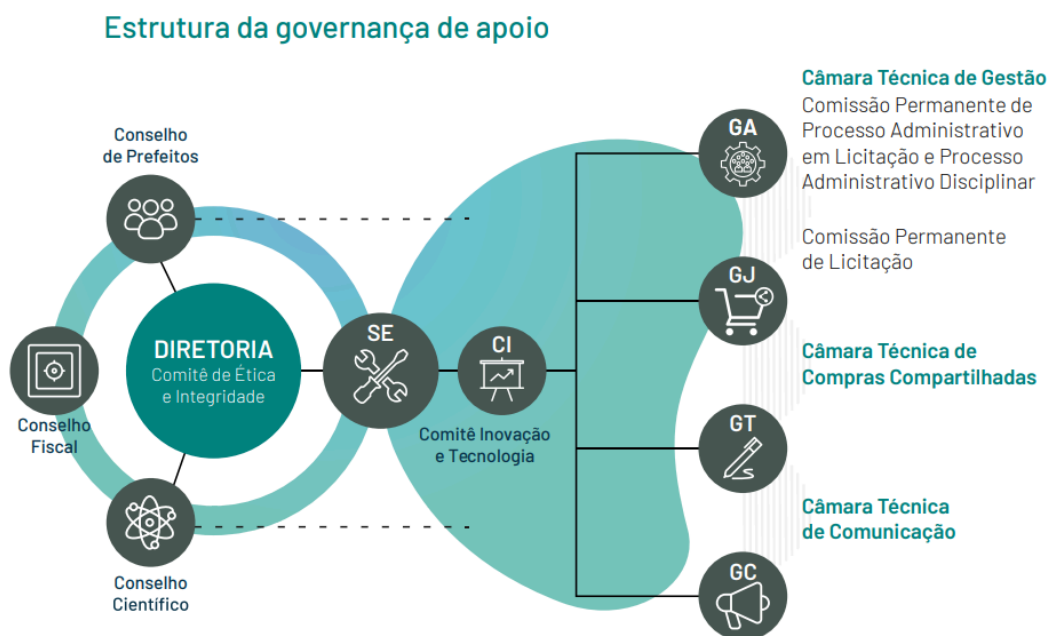 Estrutura da governança de apoio
Conselho
de Prefeitos
DIRETORIA
Comitê de Ética
e Integridade
Conselho
Fiscal
Conselho
Científico
SE
CI
Comitê Inovação
e Tecnologia
GA
Câmara Técnica de Gestão
Comissão Permanente de
Processo Administrativo
em Licitação e Processo
Administrativo Disciplinar
Comissão Permanente
de Licitação
GJ
Câmara Técnica de
Compras Compartilhadas
GT
Câmara Técnica
de Comunicação
GC